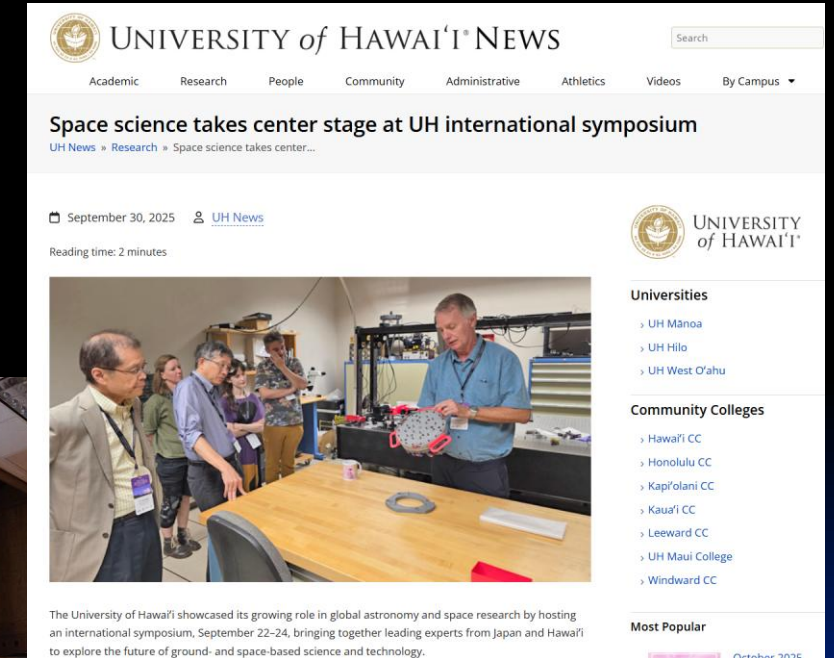 UNIVERSITY of HAWAIʻI® NEWS
Search
Academic Research People Community Administrative Athletics Videos By Campus
Space science takes center stage at UH international symposium
UH News » Research » Space science takes center...
September 30, 2025 UH News
Reading time: 2 minutes
The University of Hawaiʻi showcased its growing role in global astronomy and space research by hosting
an international symposium, September 22–24, bringing together leading experts from Japan and Hawaiʻi
to explore the future of ground- and space-based science and technology.
UNIVERSITY
of HAWAIʻI®
Universities
› UH Mānoa
› UH Hilo
› UH West Oʻahu
Community Colleges
› Hawaiʻi CC
› Honolulu CC
› Kapiʻolani CC
› Kauaʻi CC
› Leeward CC
› UH Maui College
› Windward CC
Most Popular
October 2025